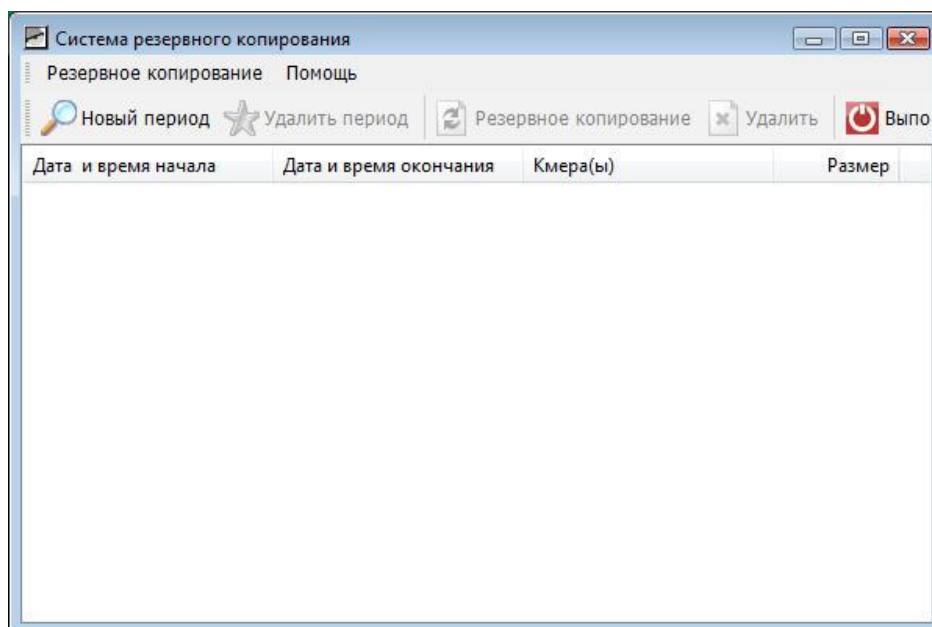 Система резервного копирования
Резервное копирование Помощь
Новый период Удалить период Резервное копирование Удалить Выпо
Дата и время начала Дата и время окончания Кмера(ы) Размер